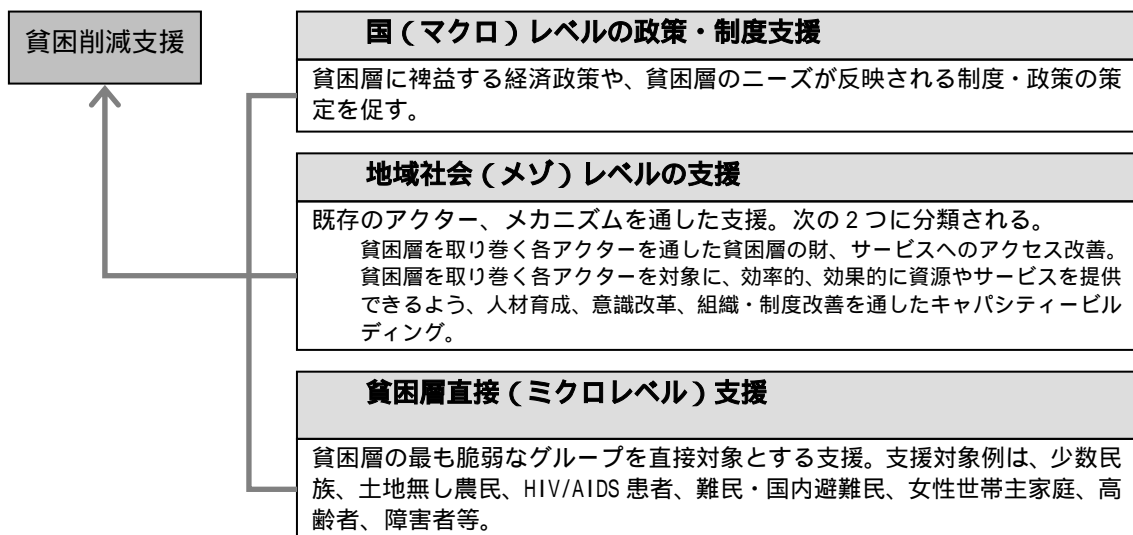 貧困削減支援
国(マクロ)レベルの政策・制度支援
貧困層に裨益する経済政策や、貧困層のニーズが反映される制度・政策の策
定を促す。
地域社会(メゾ)レベルの支援
既存のアクター、メカニズムを通した支援。次の2つに分類される。
貧困層を取り巻く各アクターを通した貧困層の財、サービスへのアクセス改善。
貧困層を取り巻く各アクターを対象に、効率的、効果的に資源やサービスを提供
できるよう、人材育成、意識改革、組織・制度改善を通したキャパシティービル
ディング。
貧困層直接(ミクロレベル)支援
貧困層の最も脆弱なグループを直接対象とする支援。支援対象例は、少数民
族、土地無し農民、HIV/AIDS 患者、難民・国内避難民、女性世帯主家庭、高
齢者、障害者等。